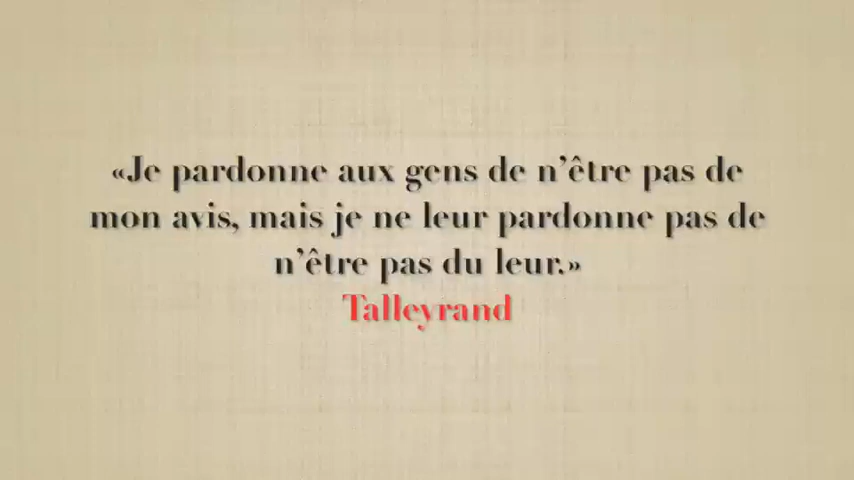 «Je pardonne aux gens de n’être pas de
mon avis, mais je ne leur pardonne pas de
n’être pas du leur.»
Talleyrand